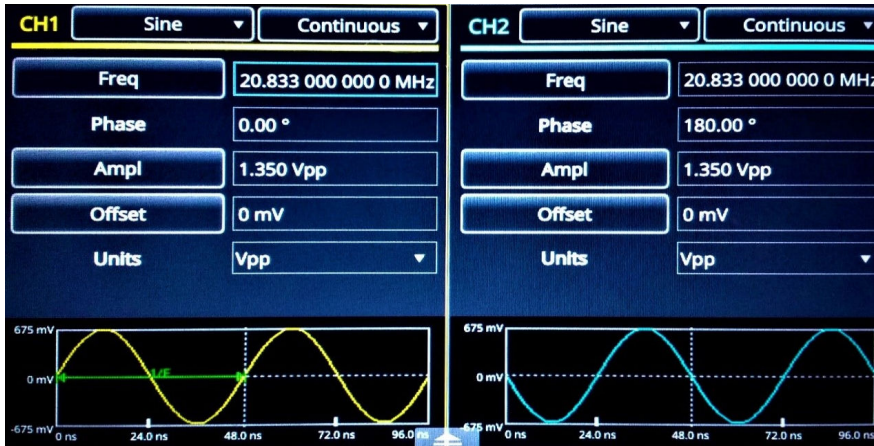 CH1 Sine Continuous
Freq 20.833 000 000 0 MHz
Phase 0.00 °
Ampl 1.350 Vpp
Offset 0 mV
Units Vpp
675 mV
1/F
0 mV
-675 mV
0 ns 24.0 ns 48.0 ns 72.0 ns 96.0 ns
CH2 Sine Continuous
Freq 20.833 000 000 0 MHz
Phase 180.00 °
Ampl 1.350 Vpp
Offset 0 mV
Units Vpp
675 mV
0 mV
-675 mV
0 ns 24.0 ns 48.0 ns 72.0 ns 96.0 ns